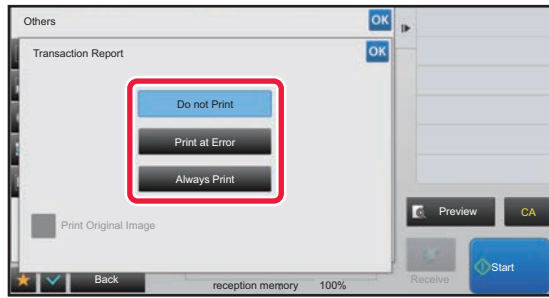 Others
OK
Transaction Report
OK
Do not Print
Print at Error
Always Print
Print Original Image
Preview
CA
Back
reception memory 100%
Receive
Start